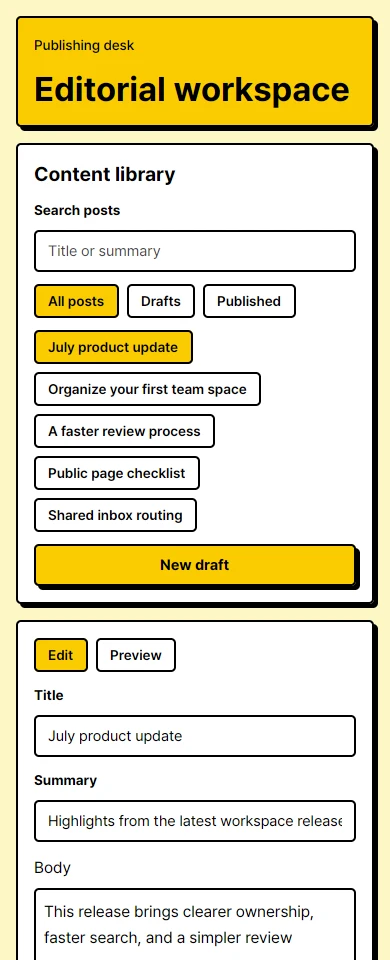 Publishing desk
Editorial workspace
Content library
Search posts
Title or summary
All posts
Drafts
Published
July product update
Organize your first team space
A faster review process
Public page checklist
Shared inbox routing
New draft
Edit
Preview
Title
July product update
Summary
Highlights from the latest workspace release
Body
This release brings clearer ownership,
faster search, and a simpler review